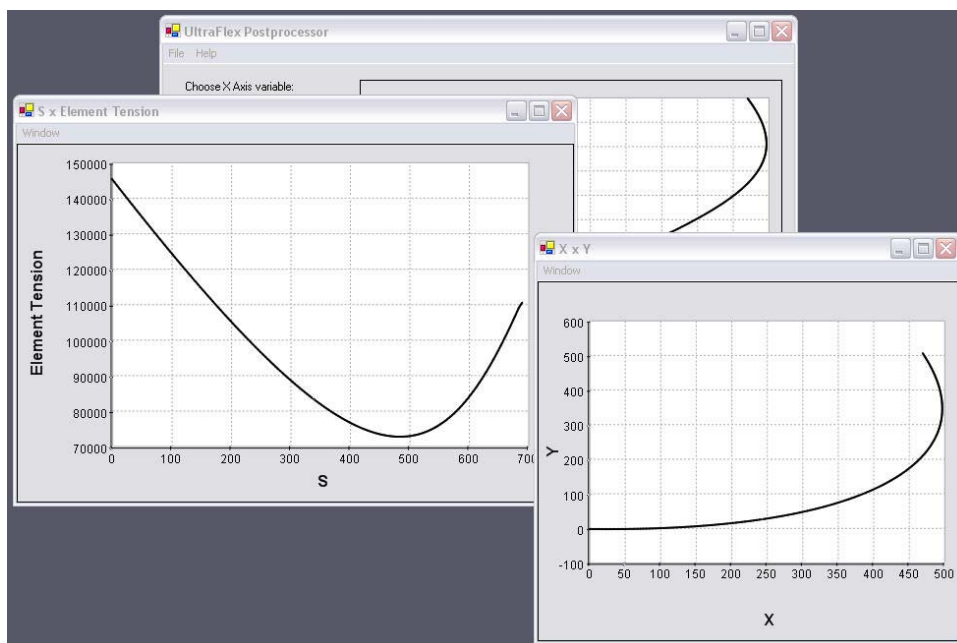 UltraFlex Postprocessor
File Help
Choose X Axis variable:
S x Element Tension
Window
Element Tension
150000
140000
130000
120000
110000
100000
90000
80000
70000
0 100 200 300 400 500 600 700
S
X x Y
Window
Y
600
500
400
300
200
100
0
-100
0 50 100 150 200 250 300 350 400 450 500
X